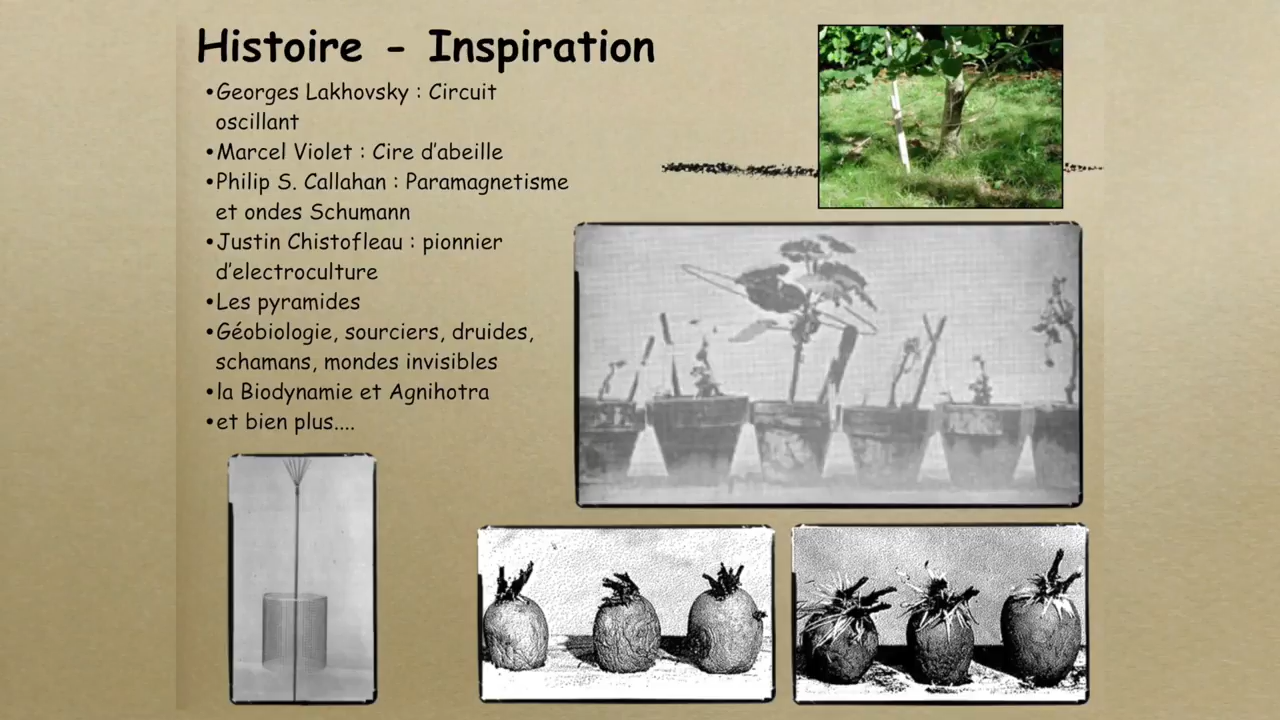 Histoire - Inspiration
•Georges Lakhovsky : Circuit
oscillant
•Marcel Violet : Cire d'abeille
•Philip S. Callahan : Paramagnetisme
et ondes Schumann
•Justin Chistofleau : pionnier
d'electroculture
•Les pyramides
•Géobiologie, sourciers, druides,
schamans, mondes invisibles
•la Biodynamie et Agnihotra
•et bien plus....